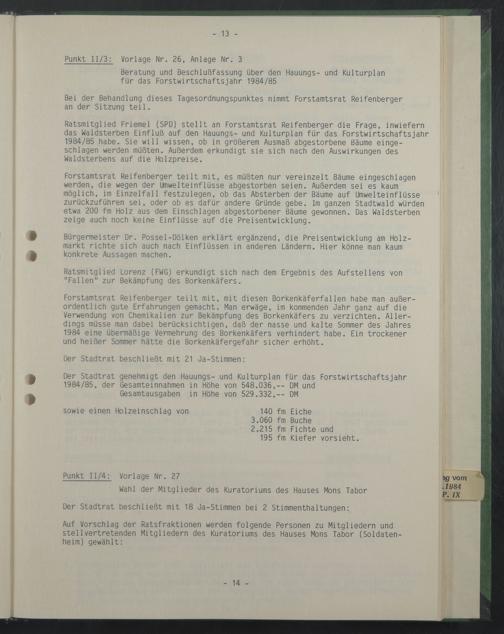 - 13 -
Punkt II/3: Vorlage Nr. 26, Anlage Nr. 3
Beratung und Beschlußfassung über den Hauungs- und Kulturplan
für das Forstwirtschaftsjahr 1984/85
Bei der Behandlung dieses Tagesordnungspunktes nimmt Forstamtsrat Reifenberger
an der Sitzung teil.
Ratsmitglied Friemel (SPD) stellt an Forstamtsrat Reifenberger die Frage, inwiefern
das Waldsterben Einfluß auf den Hauungs- und Kulturplan für das Forstwirtschaftsjahr
1984/85 habe. Sie will wissen, ob in größerem Ausmaß abgestorbene Bäume einge-
schlagen werden müßten. Außerdem erkundigt sie sich nach den Auswirkungen des
Waldsterbens auf die Holzpreise.
Forstamtsrat Reifenberger teilt mit, es müßten nur vereinzelt Bäume eingeschlagen
werden, die wegen der Umwelteinflüsse abgestorben seien. Außerdem sei es kaum
möglich, im Einzelfall festzulegen, ob das Absterben der Bäume auf Umwelteinflüsse
zurückzuführen sei, oder ob es dafür andere Gründe gebe. Im ganzen Stadtwald würden
etwa 200 fm Holz aus dem Einschlagen abgestorbener Bäume gewonnen. Das Waldsterben
zeige auch noch keine Einflüsse auf die Preisentwicklung.
Bürgermeister Dr. Possel-Dölken erklärt ergänzend, die Preisentwicklung am Holz-
markt richte sich auch nach Einflüssen in anderen Ländern. Hier könne man kaum
konkrete Aussagen machen.
Ratsmitglied Lorenz (FWG) erkundigt sich nach dem Ergebnis des Aufstellens von
"Fallen" zur Bekämpfung des Borkenkäfers.
Forstamtsrat Reifenberger teilt mit, mit diesen Borkenkäferfallen habe man außer-
ordentlich gute Erfahrungen gemacht. Man erwäge, im kommenden Jahr ganz auf die
Verwendung von Chemikalien zur Bekämpfung des Borkenkäfers zu verzichten. Aller-
dings müsse man dabei berücksichtigen, daß der nasse und kalte Sommer des Jahres
1984 eine übermäßige Vermehrung des Borkenkäfers verhindert habe. Ein trockener
und heißer Sommer hätte die Borkenkäfergefahr sicher erhöht.
Der Stadtrat beschließt mit 21 Ja-Stimmen:
Der Stadtrat genehmigt den Hauungs- und Kulturplan für das Forstwirtschaftsjahr
1984/85, der Gesamteinnahmen in Höhe von 548.036,-- DM und
Gesamtausgaben in Höhe von 529.332,-- DM
sowie einen Holzeinschlag von 140 fm Eiche
3.060 fm Buche
2.215 fm Fichte und
195 fm Kiefer vorsieht.
Punkt II/4: Vorlage Nr. 27
Wahl der Mitglieder des Kuratoriums des Hauses Mons Tabor
Der Stadtrat beschließt mit 18 Ja-Stimmen bei 2 Stimmenthaltungen:
Auf Vorschlag der Ratsfraktionen werden folgende Personen zu Mitgliedern und
stellvertretenden Mitgliedern des Kuratoriums des Hauses Mons Tabor (Soldaten-
heim) gewählt:
- 14 -
ng vom
.1984
P. IX